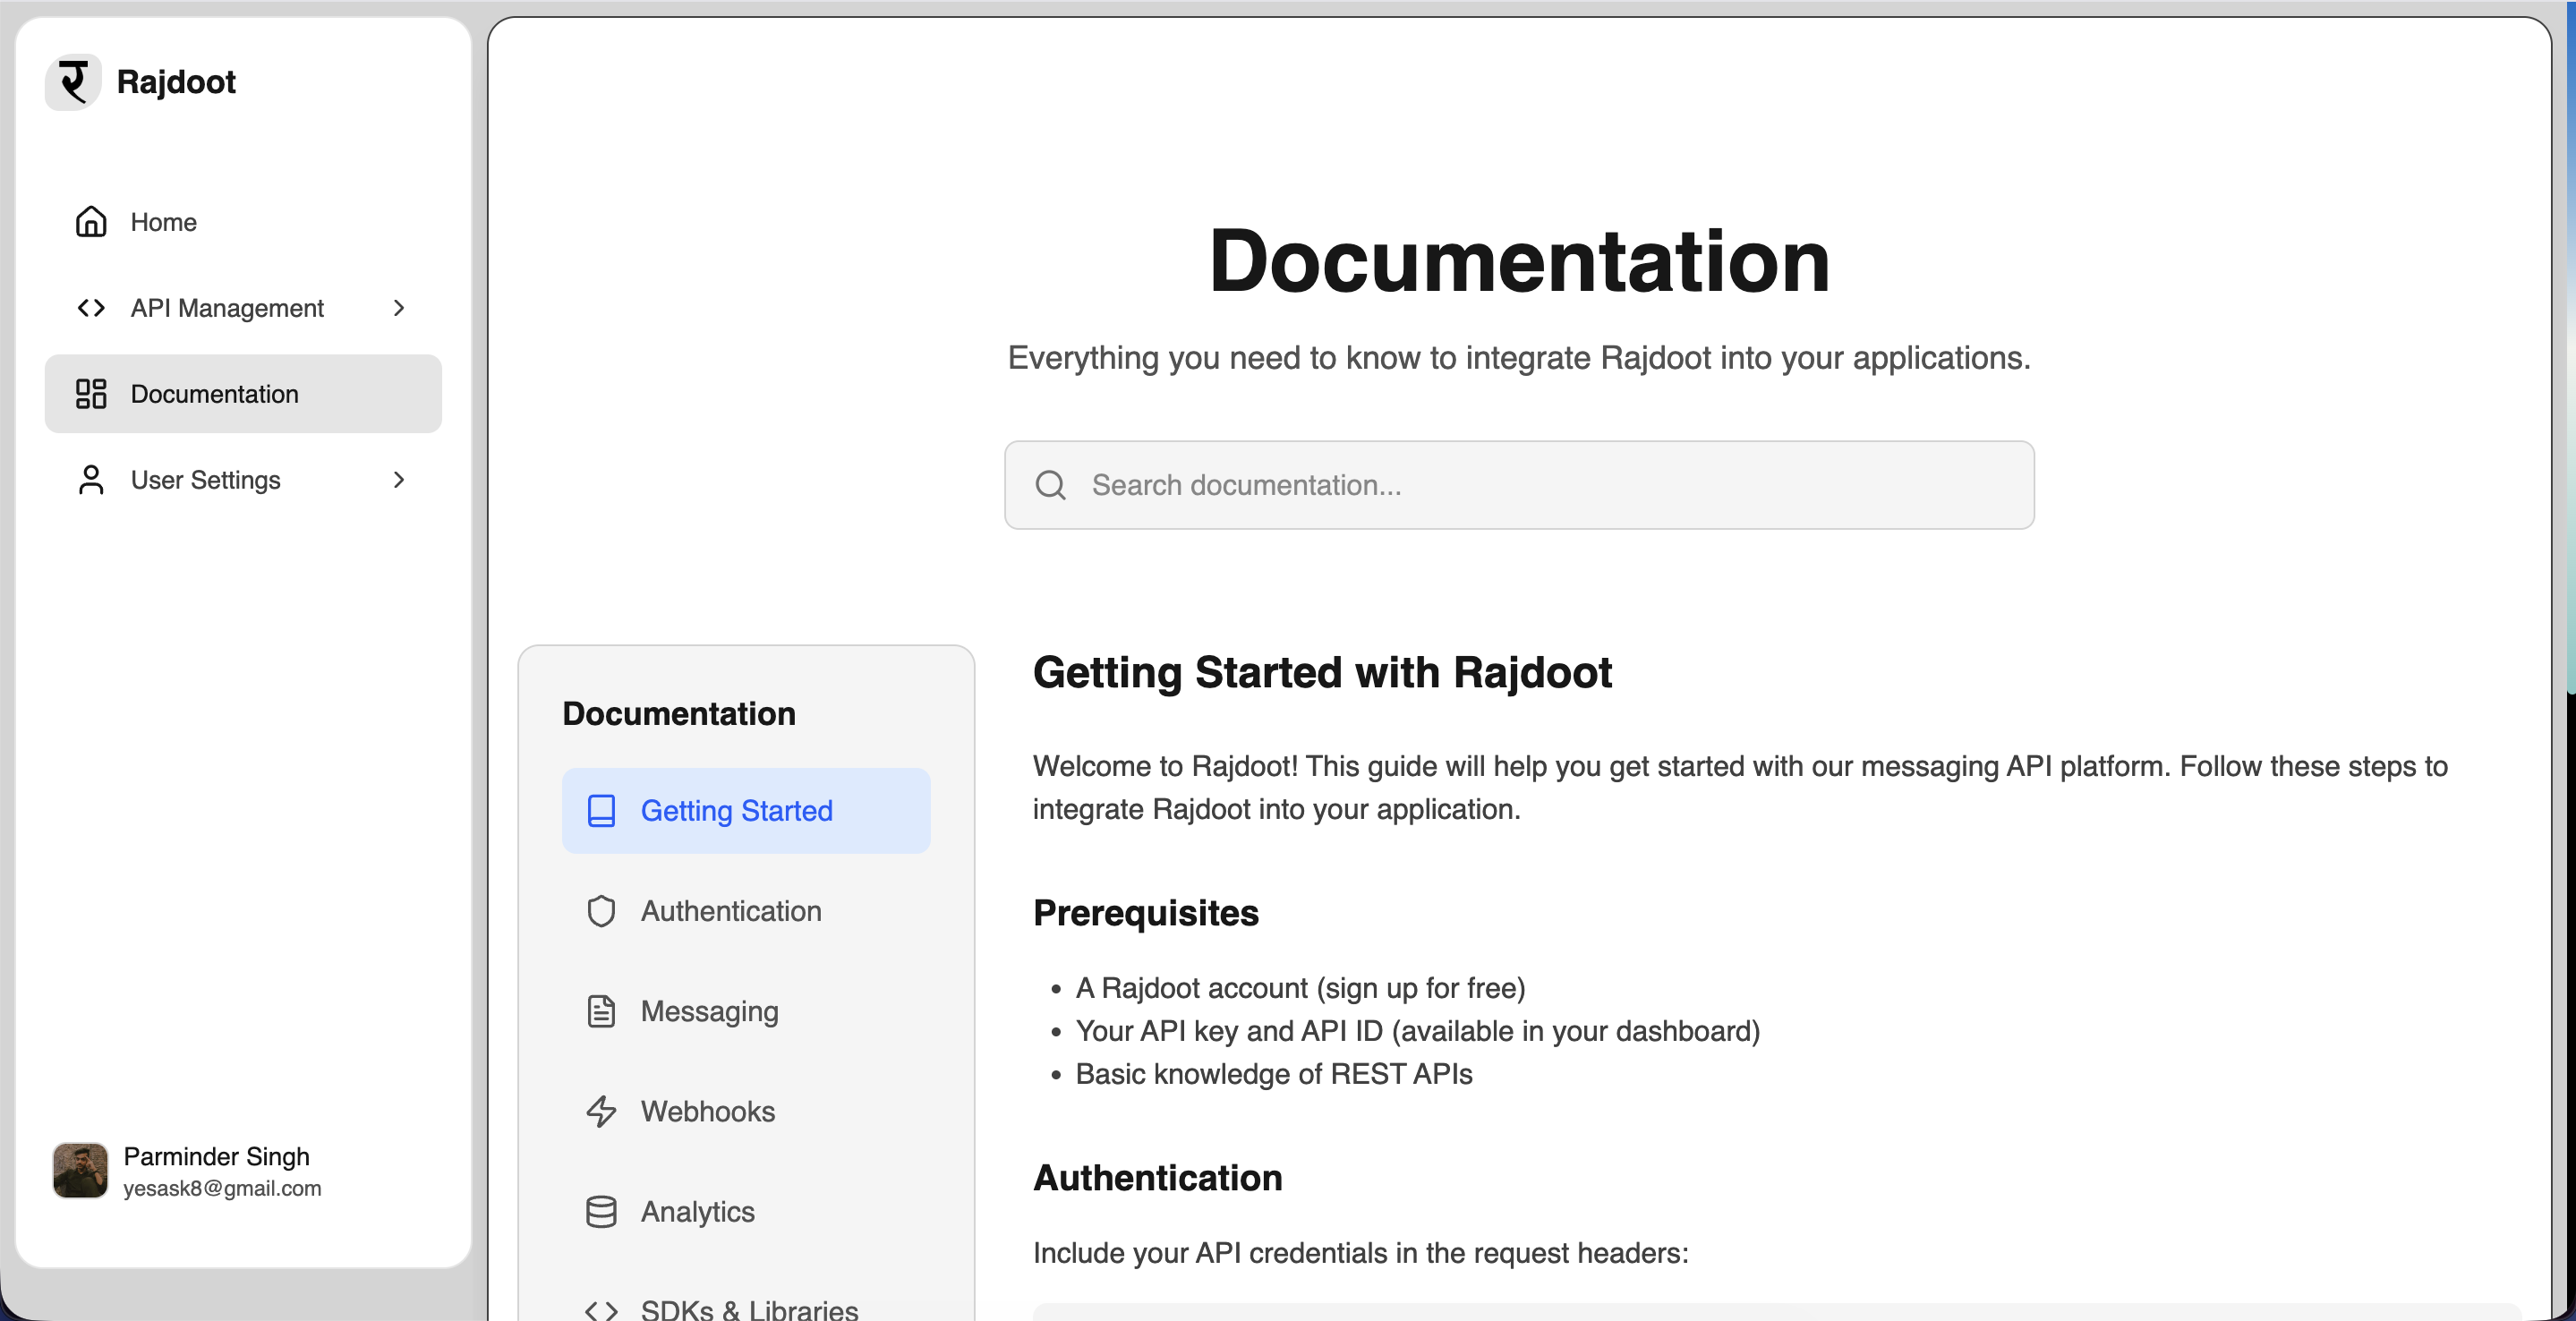 र Rajdoot
Home
API Management
Documentation
User Settings
Parminder Singh
yesask8@gmail.com
Documentation
Everything you need to know to integrate Rajdoot into your applications.
Search documentation...
Documentation
Getting Started
Authentication
Messaging
Webhooks
Analytics
SDKs & Libraries
Getting Started with Rajdoot
Welcome to Rajdoot! This guide will help you get started with our messaging API platform. Follow these steps to
integrate Rajdoot into your application.
Prerequisites
• A Rajdoot account (sign up for free)
• Your API key and API ID (available in your dashboard)
• Basic knowledge of REST APIs
Authentication
Include your API credentials in the request headers: